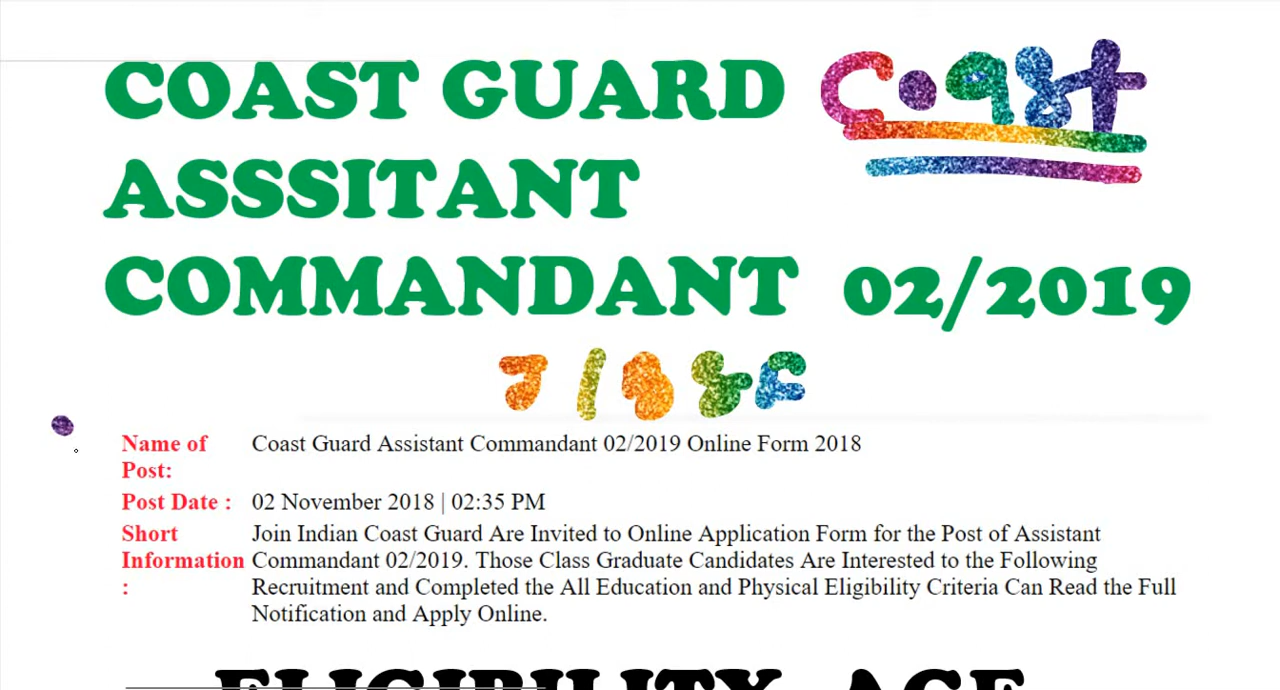 COAST GUARD Coast
ASSSITANT
COMMANDANT 02/2019
Name of Post: Coast Guard Assistant Commandant 02/2019 Online Form 2018
Post Date : 02 November 2018 | 02:35 PM
Short Information : Join Indian Coast Guard Are Invited to Online Application Form for the Post of Assistant
Commandant 02/2019. Those Class Graduate Candidates Are Interested to the Following
Recruitment and Completed the All Education and Physical Eligibility Criteria Can Read the Full
Notification and Apply Online.
ELIGIBILITY AGE